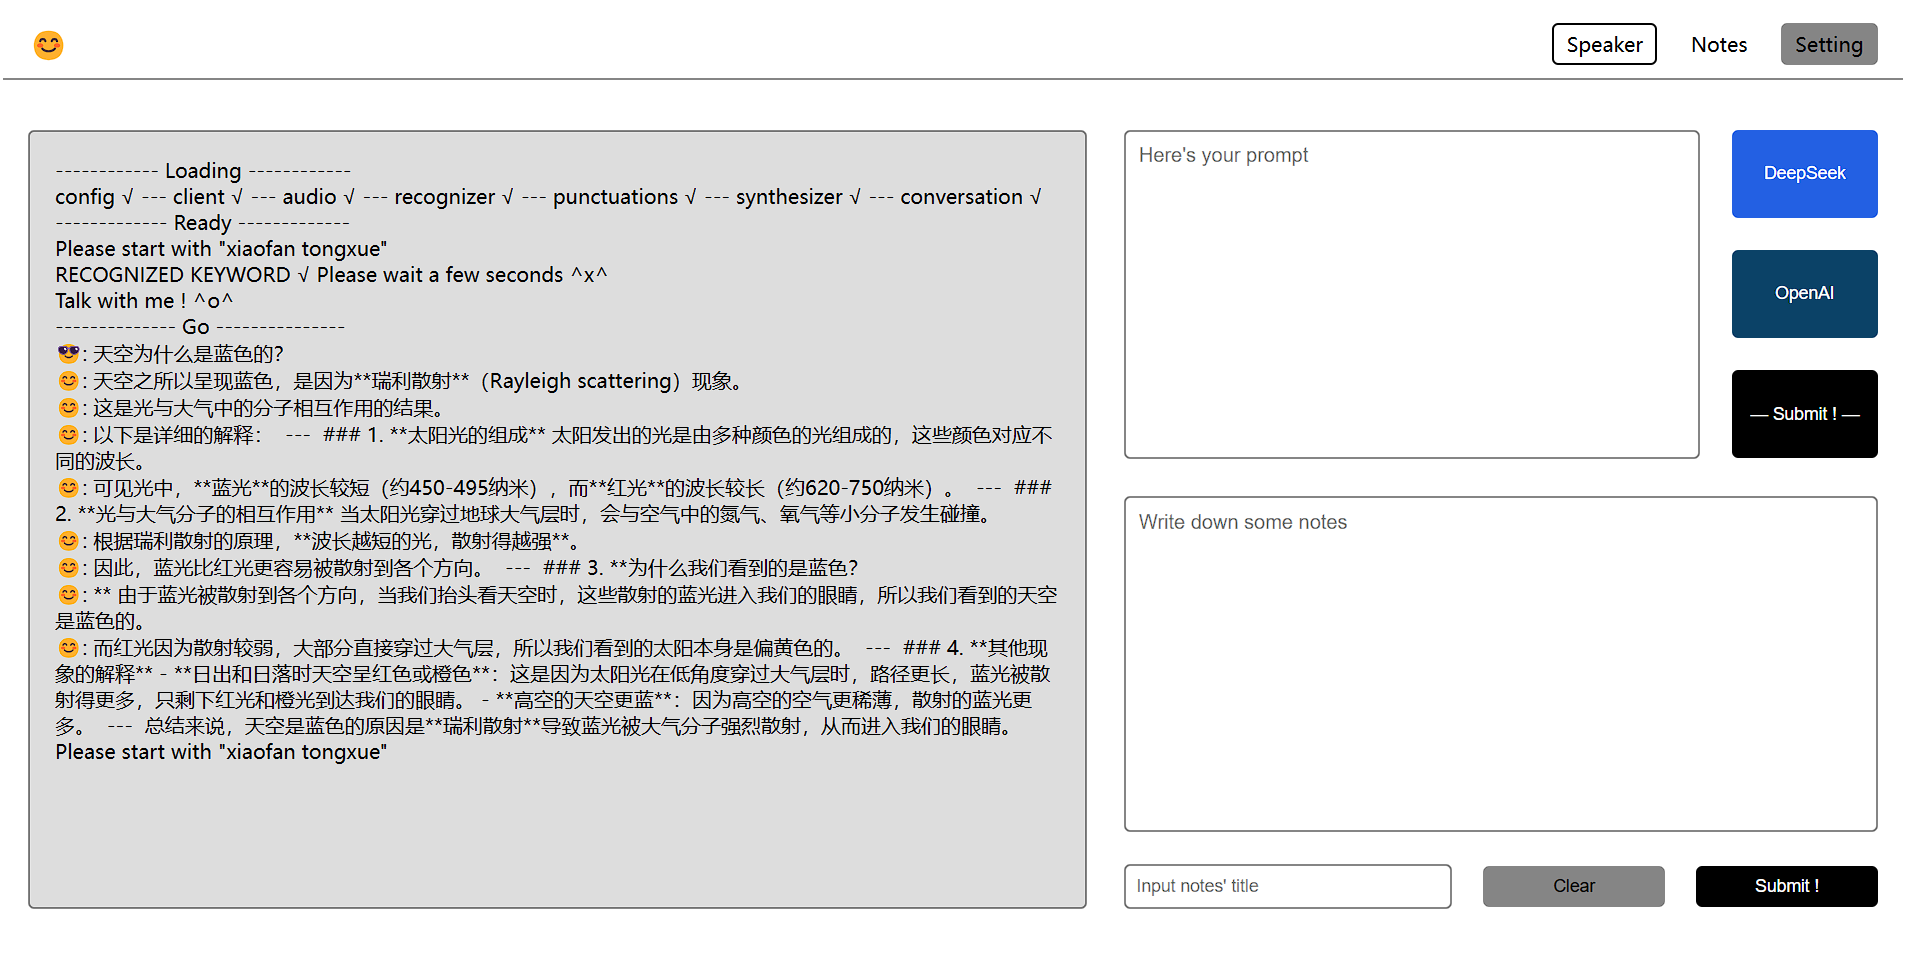 😊 Speaker Notes Setting
------------ Loading ------------
config √ --- client √ --- audio √ --- recognizer √ --- punctuations √ --- synthesizer √ --- conversation √
------------- Ready -------------
Please start with "xiaofan tongxue"
RECOGNIZED KEYWORD √ Please wait a few seconds ^x^
Talk with me ! ^o^
-------------- Go ---------------
😎: 天空为什么是蓝色的？
😊: 天空之所以呈现蓝色，是因为**瑞利散射**（Rayleigh scattering）现象。
😊: 这是光与大气中的分子相互作用的结果。
😊: 以下是详细的解释： --- ### 1. **太阳光的组成** 太阳发出的光是由多种颜色的光组成的，这些颜色对应不
同的波长。
😊: 可见光中，**蓝光**的波长较短（约450-495纳米），而**红光**的波长较长（约620-750纳米）。 --- ###
2. **光与大气分子的相互作用** 当太阳光穿过地球大气层时，会与空气中的氮气、氧气等小分子发生碰撞。
😊: 根据瑞利散射的原理，**波长越短的光，散射得越强**。
😊: 因此，蓝光比红光更容易被散射到各个方向。 --- ### 3. **为什么我们看到的是蓝色？
😊: ** 由于蓝光被散射到各个方向，当我们抬头看天空时，这些散射的蓝光进入我们的眼睛，所以我们看到的天空
是蓝色的。
😊: 而红光因为散射较弱，大部分直接穿过大气层，所以我们看到的太阳本身是偏黄色的。 --- ### 4. **其他现
象的解释** - **日出和日落时天空呈红色或橙色**：这是因为太阳光在低角度穿过大气层时，路径更长，蓝光被散
射得更多，只剩下红光和橙光到达我们的眼睛。 - **高空的天空更蓝**：因为高空的空气更稀薄，散射的蓝光更
多。 --- 总结来说，天空是蓝色的原因是**瑞利散射**导致蓝光被大气分子强烈散射，从而进入我们的眼睛。
Please start with "xiaofan tongxue"
Here's your prompt
DeepSeek
OpenAI
— Submit ! —
Write down some notes
Input notes' title
Clear
Submit !